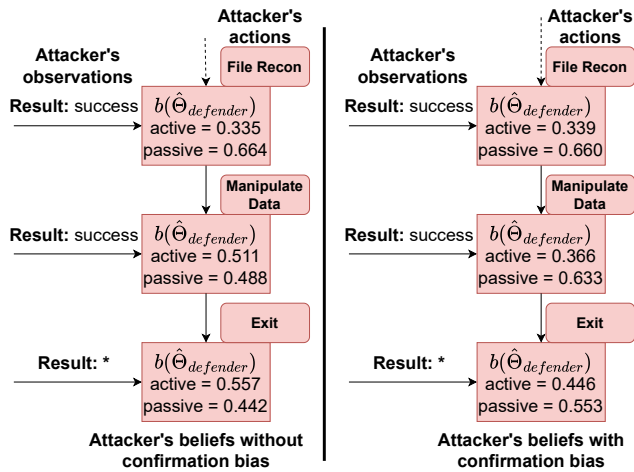 Attacker's
actions
Attacker's
observations
File Recon
Result: success
b(Θ̂defender)
active = 0.335
passive = 0.664
Manipulate
Data
Result: success
b(Θ̂defender)
active = 0.511
passive = 0.488
Exit
Result: *
b(Θ̂defender)
active = 0.557
passive = 0.442
Attacker's beliefs without
confirmation bias
Attacker's
actions
Attacker's
observations
File Recon
Result: success
b(Θ̂defender)
active = 0.339
passive = 0.660
Manipulate
Data
Result: success
b(Θ̂defender)
active = 0.366
passive = 0.633
Exit
Result: *
b(Θ̂defender)
active = 0.446
passive = 0.553
Attacker's beliefs with
confirmation bias